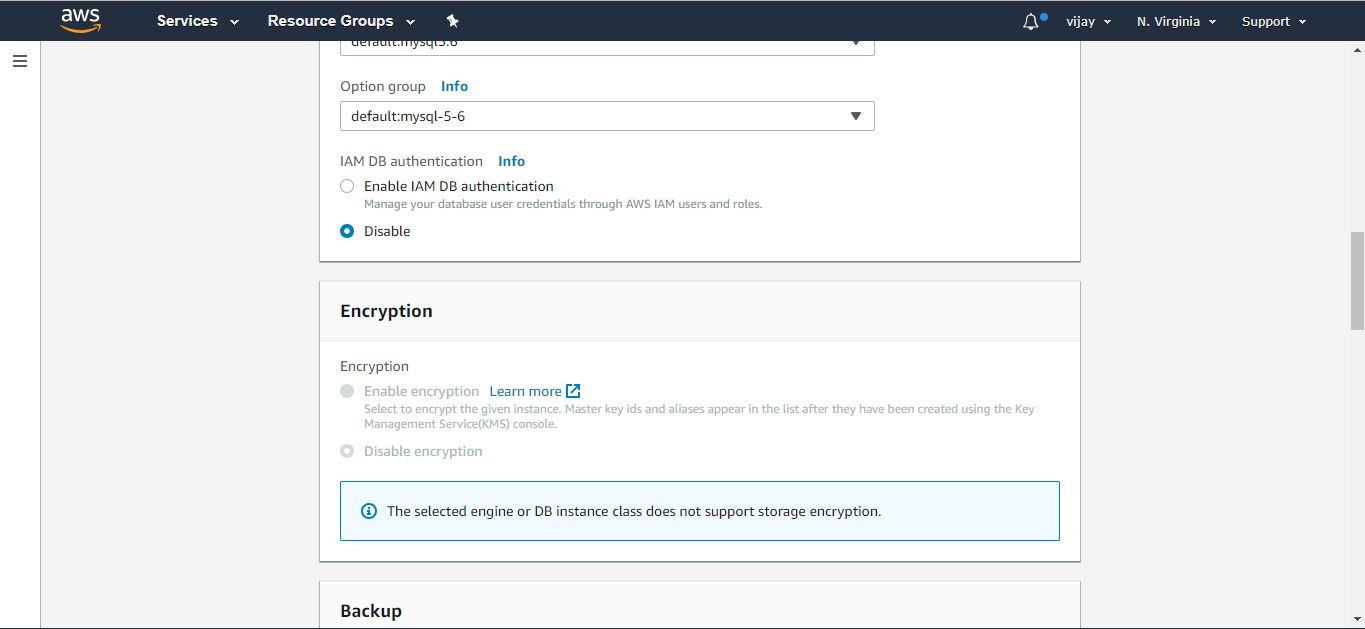 aws Services Resource Groups vijay N. Virginia Support
default:mysql5.6
Option group Info
default:mysql-5-6
IAM DB authentication Info
Enable IAM DB authentication
Manage your database user credentials through AWS IAM users and roles.
Disable
Encryption
Encryption
Enable encryption Learn more
Select to encrypt the given instance. Master key ids and aliases appear in the list after they have been created using the Key
Management Service(KMS) console.
Disable encryption
The selected engine or DB instance class does not support storage encryption.
Backup